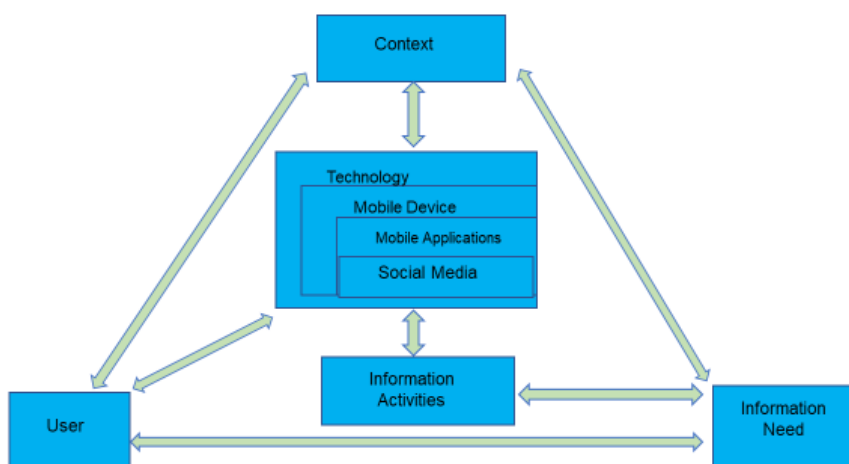 Context
Technology
Mobile Device
Mobile Applications
Social Media
Information
Activities
User
Information
Need